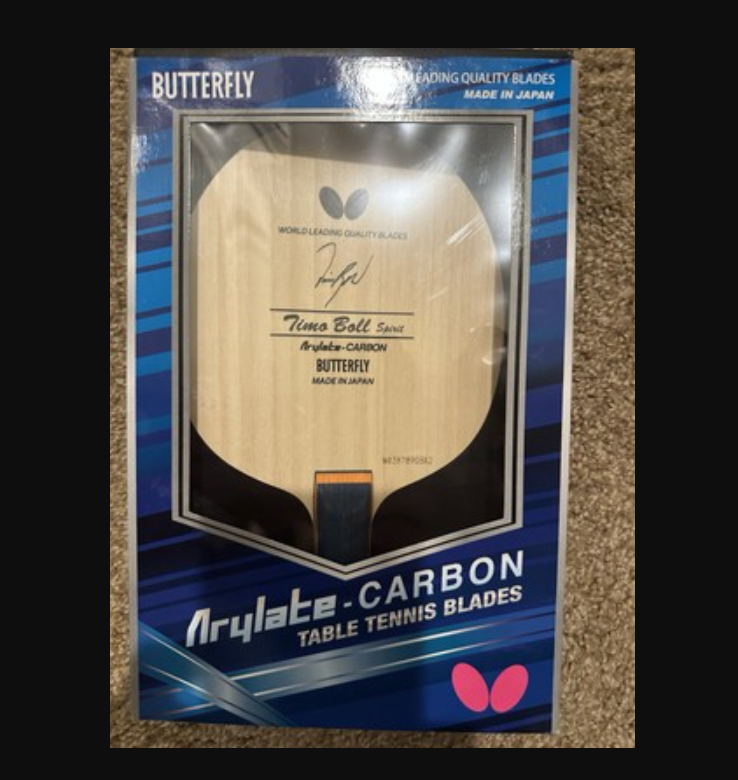 BUTTERFLY
LEADING QUALITY BLADES
MADE IN JAPAN
WORLD LEADING QUALITY BLADES
Timo Boll Spirit
Arylate-CARBON
BUTTERFLY
MADE IN JAPAN
Arylate-CARBON
TABLE TENNIS BLADES